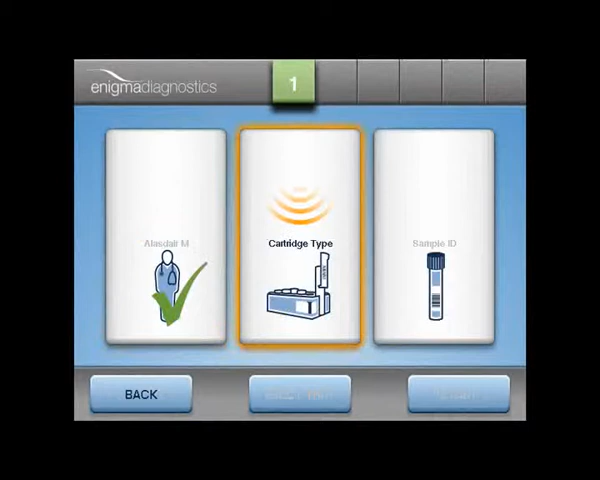 enigmadiagnostics
1
Alasdair M
Cartridge Type
Sample ID
BACK